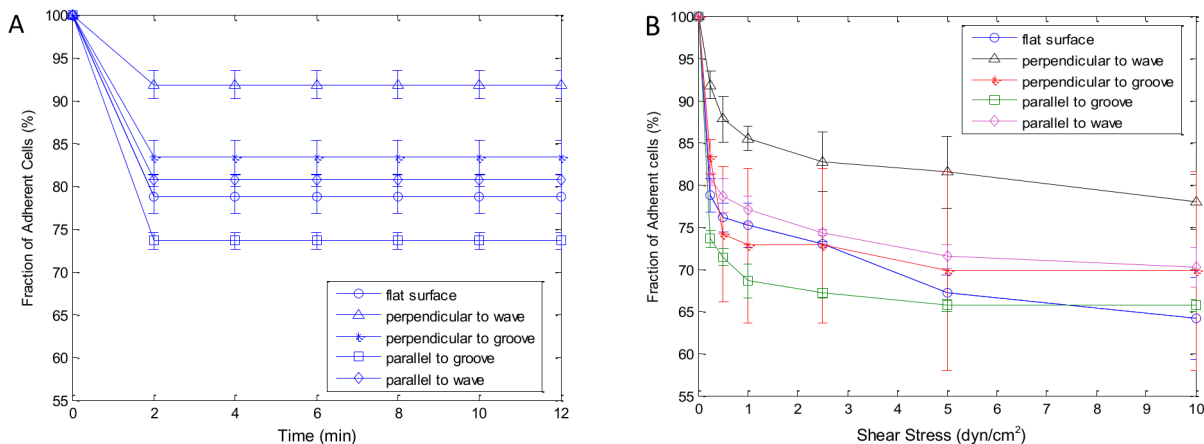 A
Fraction of Adherent Cells (%)
100
95
90
85
80
75
70
65
60
55
0
2
4
6
8
10
12
Time (min)
flat surface
perpendicular to wave
perpendicular to groove
parallel to groove
parallel to wave
B
Fraction of Adherent cells (%)
100
95
90
85
80
75
70
65
60
55
0
1
2
3
4
5
6
7
8
9
10
Shear Stress (dyn/cm²)
flat surface
perpendicular to wave
perpendicular to groove
parallel to groove
parallel to wave